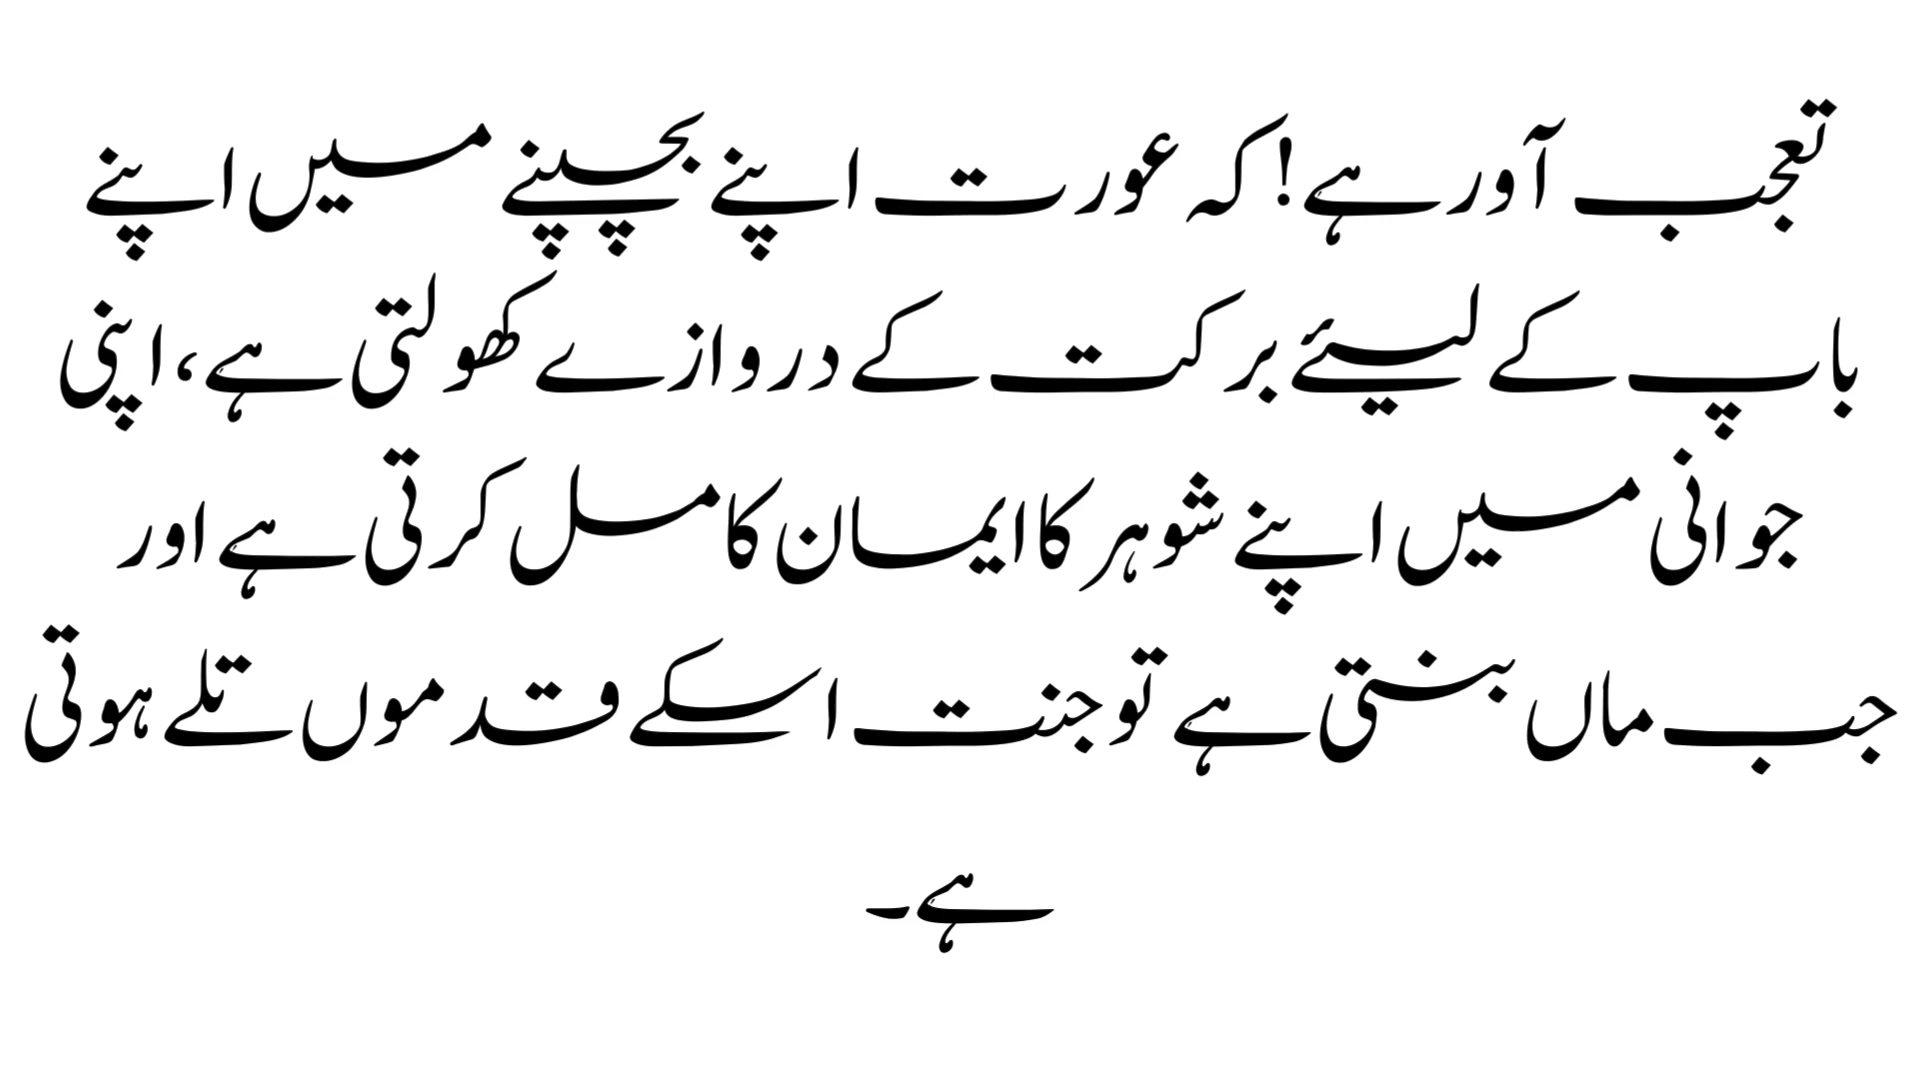 تعجب آور ہے! کہ عورت اپنے بچپنے میں اپنے
باپ کے لیئے برکت کے دروازے کھولتی ہے، اپنی
جوانی میں اپنے شوہر کا ایمان کامل کرتی ہے اور
جب ماں بنتی ہے تو جنت اسکے قدموں تلے ہوتی
ہے۔